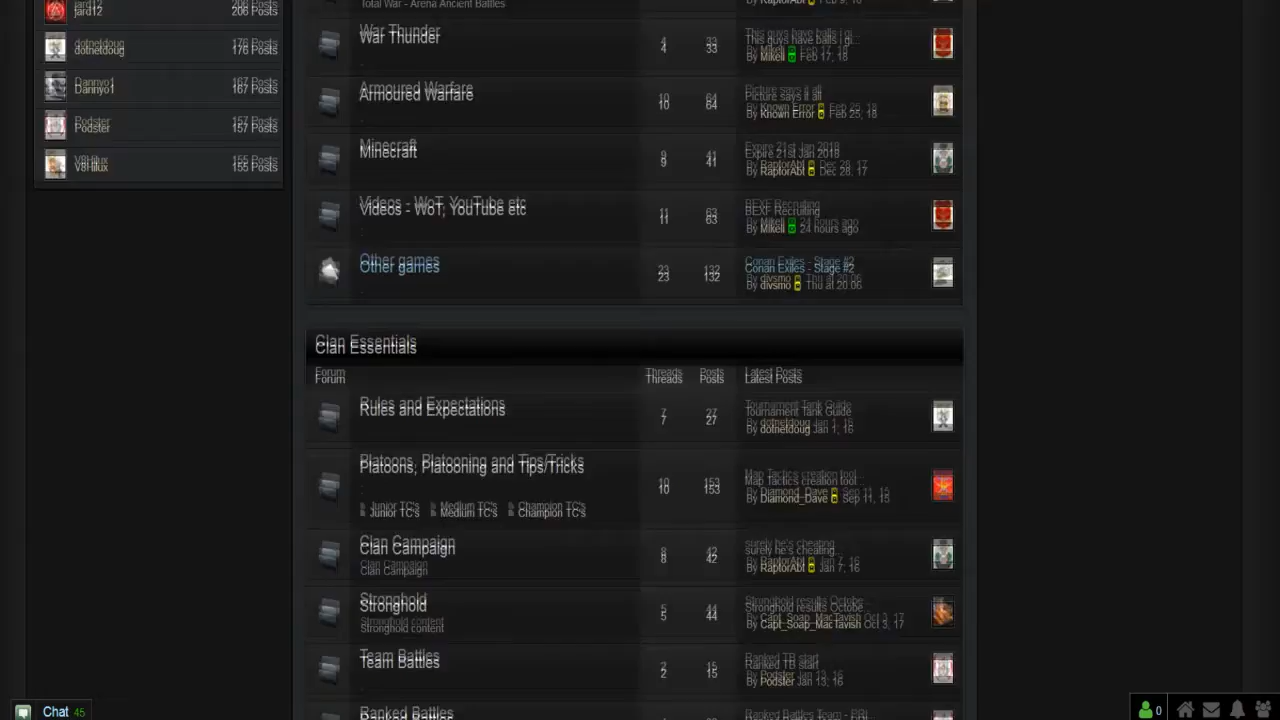 jard12 206 Posts
dotneldoug 176 Posts
Dannyo1 167 Posts
Podster 157 Posts
V8Hilux 155 Posts
Total War - Arena Ancient Battles
War Thunder 4 33 This guys have balls i gi...
By Mikell Feb 17, 18
Armoured Warfare 10 64 Picture says it all
By Known Error Feb 25, 18
Minecraft 9 41 Expire 21st Jan 2018
By RaptorAbt Dec 28, 17
Videos - WoT, YouTube etc 11 63 BEXF Recruiting
By Mikell 24 hours ago
Other games 23 132 Conan Exiles - Stage #2
By divsmo Thu at 20:06
Clan Essentials
Forum Threads Posts Latest Posts
Rules and Expectations 7 27 Tournament Tank Guide
By dotneldoug Jan 1, 16
Platoons, Platooning and Tips/Tricks 10 153 Map Tactics creation tool...
By Diamond_Dave Sep 11, 16
Junior TC's Medium TC's Champion TC's
Clan Campaign 8 42 surely he's cheating...
Clan Campaign By RaptorAbt Jan 7, 16
Stronghold 5 44 Stronghold results Octobe...
Stronghold content By Capt_Soap_MacTavish Oct 3, 17
Team Battles 2 15 Ranked TB start
By Podster Jan 13, 16
Ranked Battles
Chat 45
0